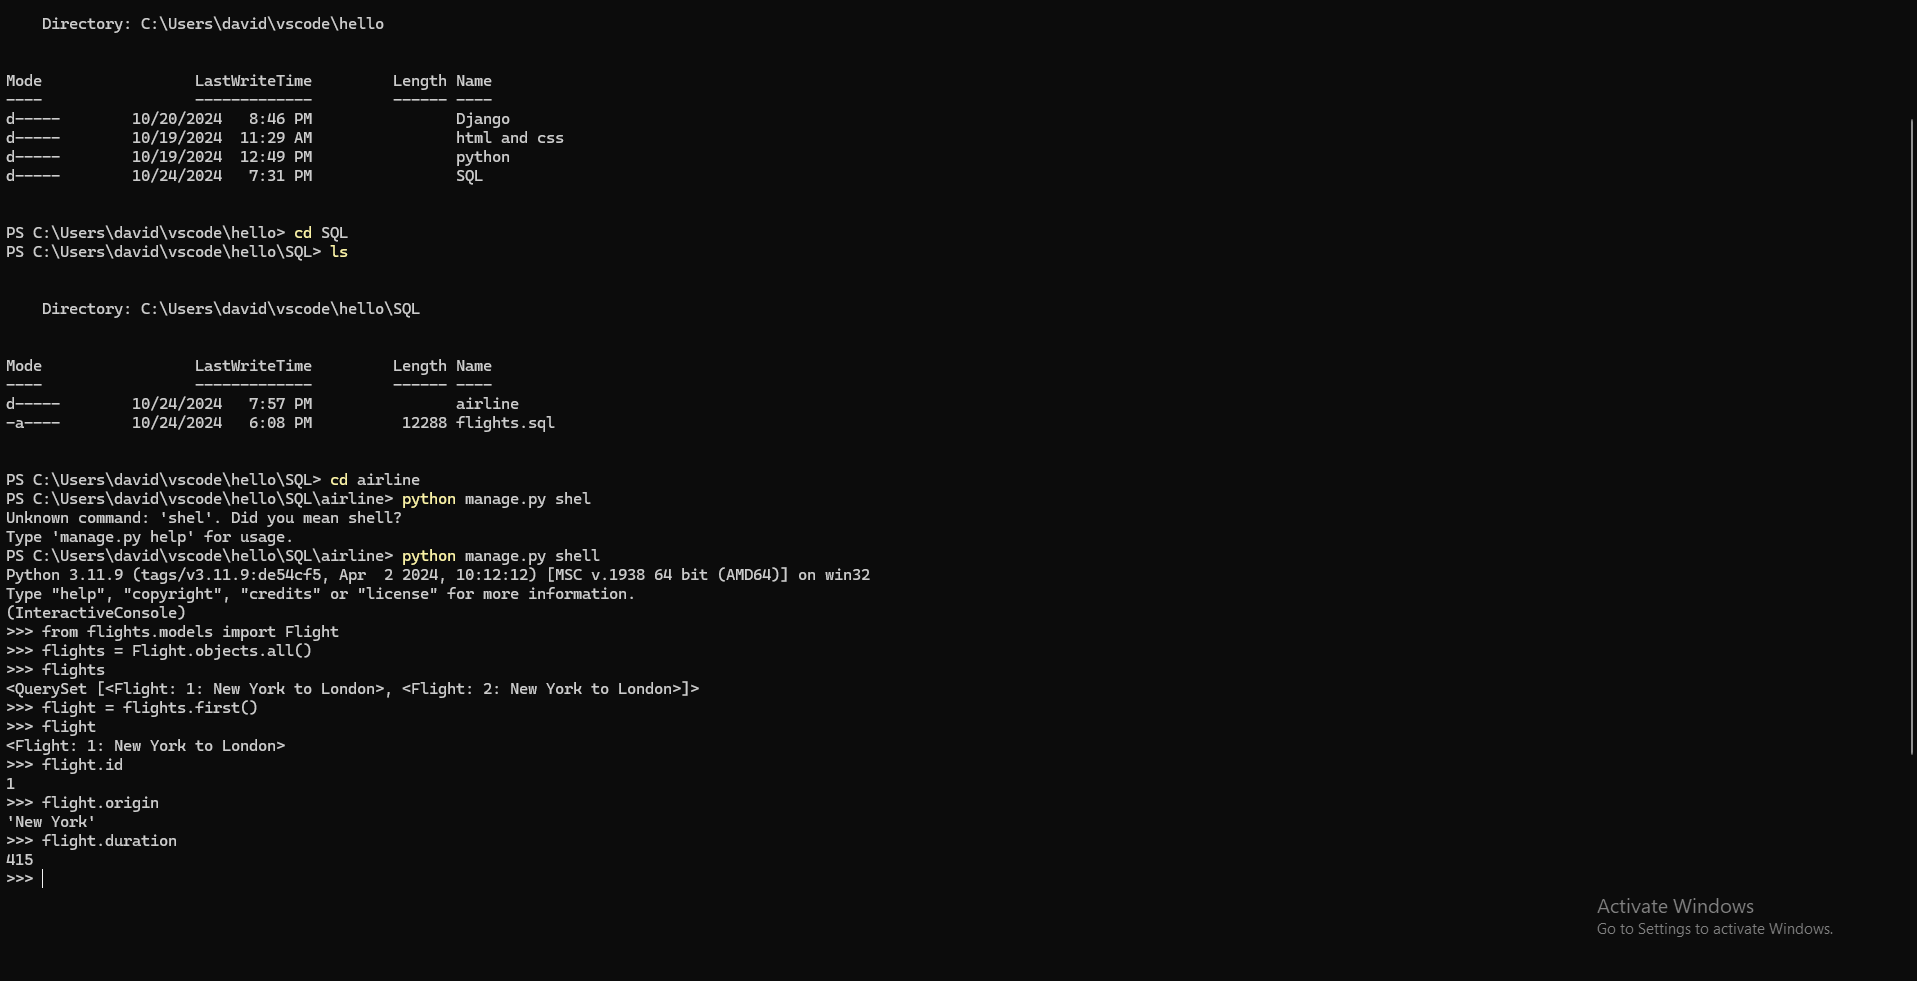 Directory: C:\Users\david\vscode\hello
Mode                 LastWriteTime         Length Name
----                 -------------         ------ ----
d-----        10/20/2024   8:46 PM                Django
d-----        10/19/2024  11:29 AM                html and css
d-----        10/19/2024  12:49 PM                python
d-----        10/24/2024   7:31 PM                SQL
PS C:\Users\david\vscode\hello> cd SQL
PS C:\Users\david\vscode\hello\SQL> ls
    Directory: C:\Users\david\vscode\hello\SQL
Mode                 LastWriteTime         Length Name
----                 -------------         ------ ----
d-----        10/24/2024   7:57 PM                airline
-a----        10/24/2024   6:08 PM          12288 flights.sql
PS C:\Users\david\vscode\hello\SQL> cd airline
PS C:\Users\david\vscode\hello\SQL\airline> python manage.py shel
Unknown command: 'shel'. Did you mean shell?
Type 'manage.py help' for usage.
PS C:\Users\david\vscode\hello\SQL\airline> python manage.py shell
Python 3.11.9 (tags/v3.11.9:de54cf5, Apr  2 2024, 10:12:12) [MSC v.1938 64 bit (AMD64)] on win32
Type "help", "copyright", "credits" or "license" for more information.
(InteractiveConsole)
>>> from flights.models import Flight
>>> flights = Flight.objects.all()
>>> flights
<QuerySet [<Flight: 1: New York to London>, <Flight: 2: New York to London>]>
>>> flight = flights.first()
>>> flight
<Flight: 1: New York to London>
>>> flight.id
1
>>> flight.origin
'New York'
>>> flight.duration
415
>>>
Activate Windows
Go to Settings to activate Windows.